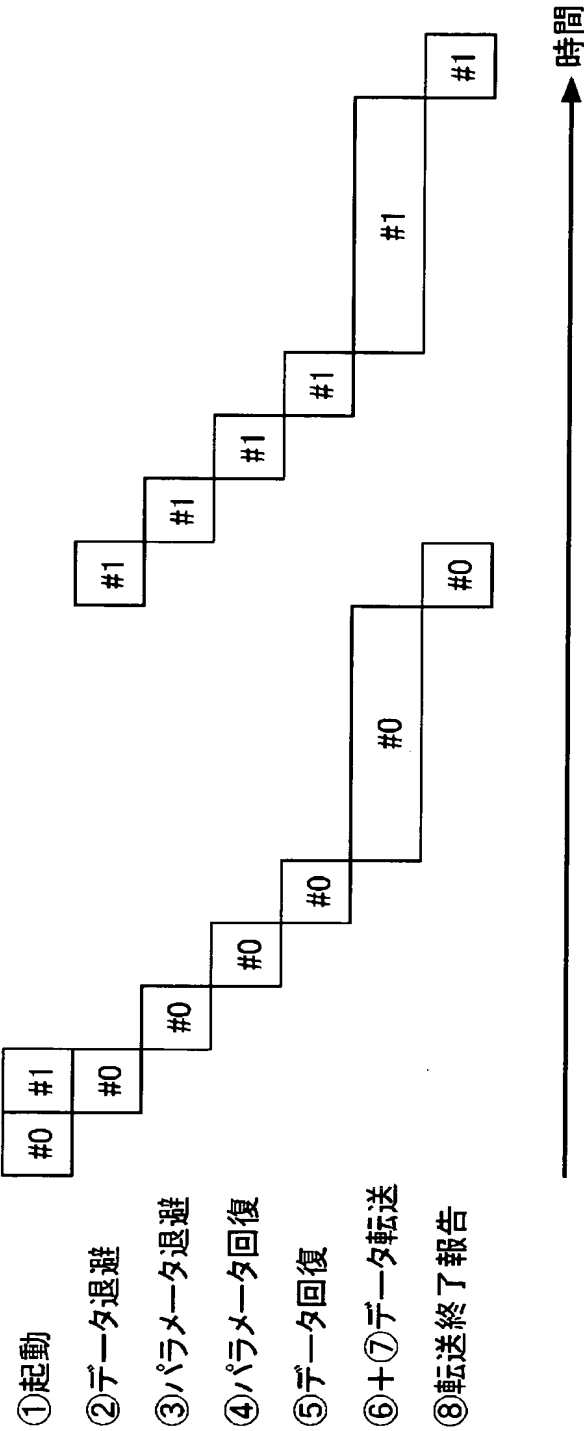 ①起動 #0 #1
②データ退避 #0 #1
③パラメータ退避 #0 #1
④パラメータ回復 #0 #1
⑤データ回復 #0 #1
⑥+⑦データ転送 #0 #1
⑧転送終了報告 #0 #1
時間